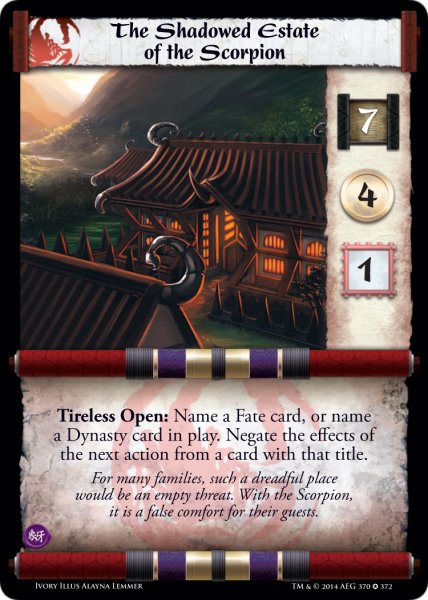 The Shadowed Estate
of the Scorpion
7
4
1
Tireless Open: Name a Fate card, or name
a Dynasty card in play. Negate the effects of
the next action from a card with that title.
For many families, such a dreadful place
would be an empty threat. With the Scorpion,
it is a false comfort for their guests.
Ivory Illus Alayna Lemmer
TM & © 2014 AEG 370 ✪ 372